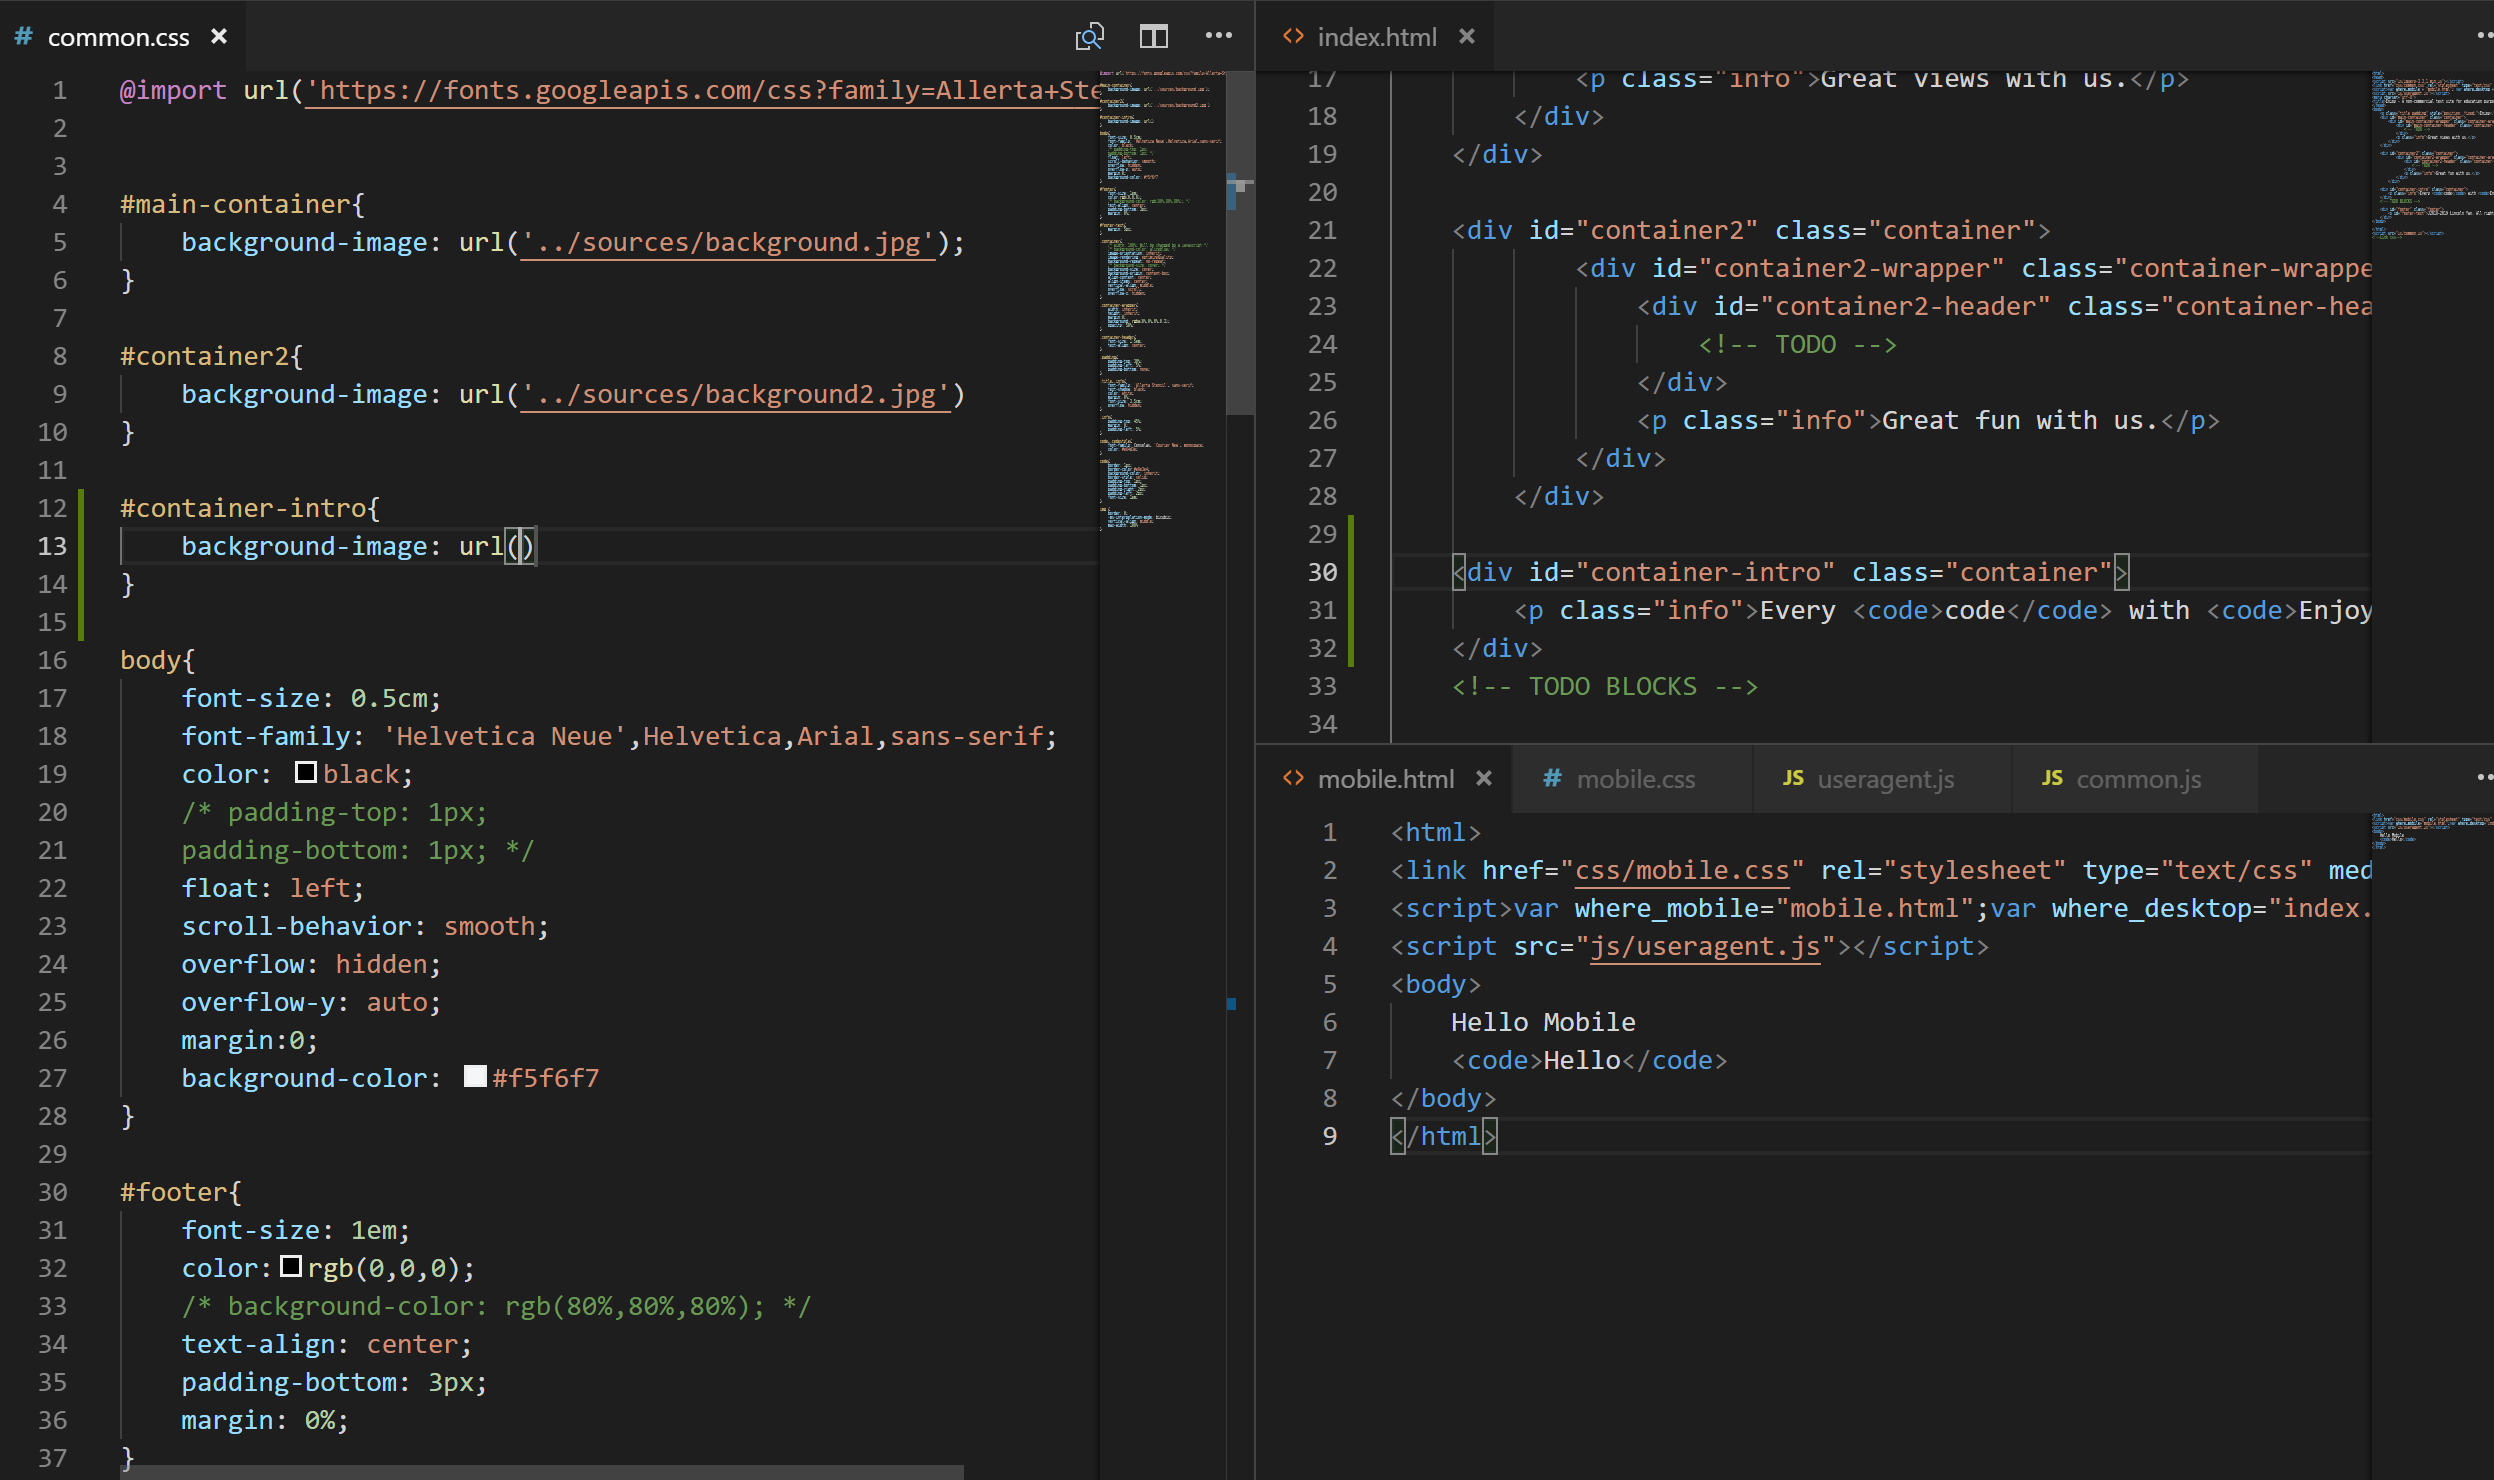 # common.css
1 @import url('https://fonts.googleapis.com/css?family=Allerta+Ste
2
3
4 #main-container{
5     background-image: url('../sources/background.jpg');
6 }
7
8 #container2{
9     background-image: url('../sources/background2.jpg')
10 }
11
12 #container-intro{
13     background-image: url()
14 }
15
16 body{
17     font-size: 0.5cm;
18     font-family: 'Helvetica Neue',Helvetica,Arial,sans-serif;
19     color: black;
20     /* padding-top: 1px;
21     padding-bottom: 1px; */
22     float: left;
23     scroll-behavior: smooth;
24     overflow: hidden;
25     overflow-y: auto;
26     margin:0;
27     background-color: #f5f6f7
28 }
29
30 #footer{
31     font-size: 1em;
32     color:rgb(0,0,0);
33     /* background-color: rgb(80%,80%,80%); */
34     text-align: center;
35     padding-bottom: 3px;
36     margin: 0%;
37 }
<> index.html
17             <p class="info">Great views with us.</p>
18         </div>
19     </div>
20
21     <div id="container2" class="container">
22             <div id="container2-wrapper" class="container-wrappe
23                 <div id="container2-header" class="container-hea
24                     <!-- TODO -->
25                 </div>
26                 <p class="info">Great fun with us.</p>
27             </div>
28         </div>
29
30     <div id="container-intro" class="container">
31         <p class="info">Every <code>code</code> with <code>Enjoy
32     </div>
33     <!-- TODO BLOCKS -->
34
<> mobile.html # mobile.css JS useragent.js JS common.js
1 <html>
2 <link href="css/mobile.css" rel="stylesheet" type="text/css" med
3 <script>var where_mobile="mobile.html";var where_desktop="index.
4 <script src="js/useragent.js"></script>
5 <body>
6     Hello Mobile
7     <code>Hello</code>
8 </body>
9 </html>